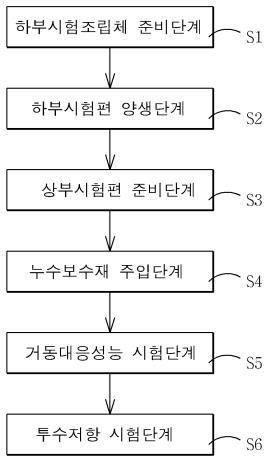 하부시험조립체 준비단계 S1
하부시험편 양생단계 S2
상부시험편 준비단계 S3
누수보수재 주입단계 S4
거동대응성능 시험단계 S5
투수저항 시험단계 S6